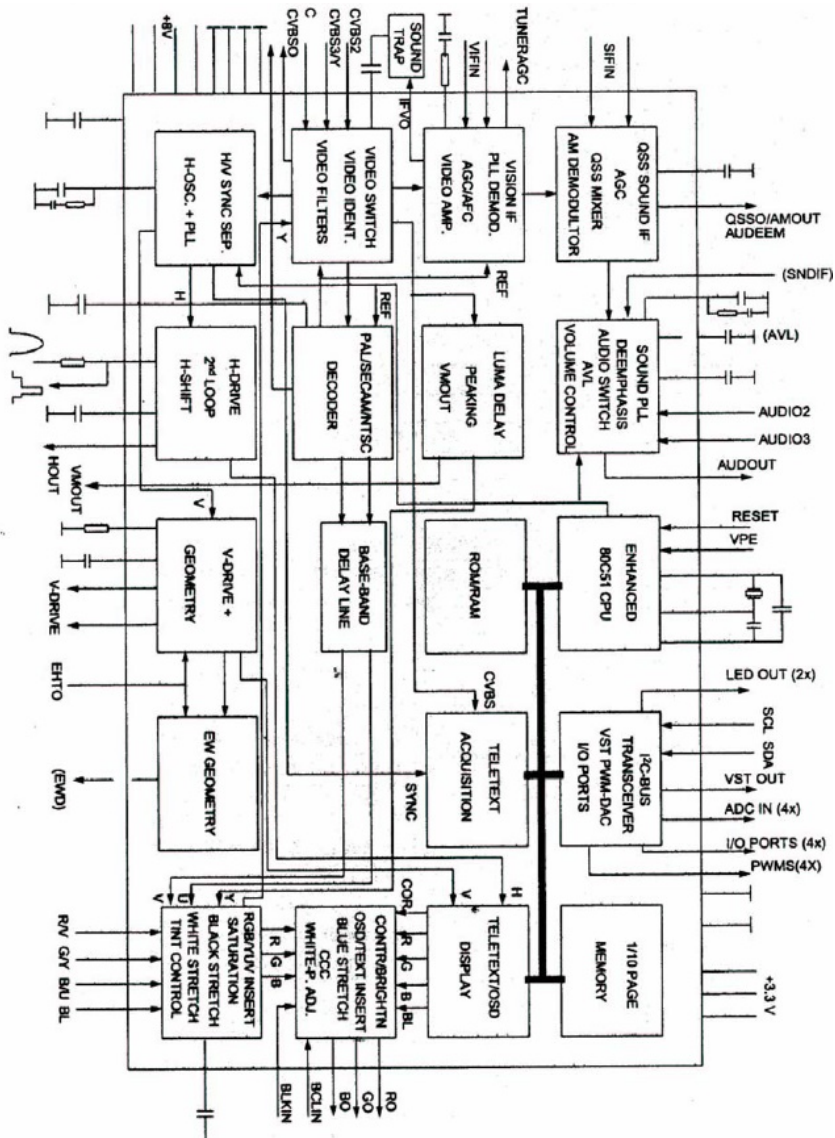 SIFIN
TUNERAGC
VIFIN
SOUND
TRAP
IFVO
CVBS2
CVBS3/Y
C
CVBSO
+8V
QSS SOUND IF
AGC
QSS MIXER
AM DEMODULTOR
QSSO/AMOUT
AUDEEM
(SNDIF)
VISION IF
PLL DEMOD.
AGC/AFC
VIDEO AMP.
REF
VIDEO SWITCH
VIDEO IDENT.
VIDEO FILTERS
Y
H/V SYNC SEP.
H-OSC. + PLL
H
SOUND PLL
DEEMPHASIS
AUDIO SWITCH
AVL
VOLUME CONTROL
(AVL)
AUDIO2
AUDIO3
AUDOUT
LUMA DELAY
PEAKING
VMOUT
REF
PAL/SECAM/NTSC
DECODER
H-DRIVE
2nd LOOP
H-SHIFT
HOUT
VMOUT
V
ENHANCED
80C51 CPU
RESET
VPE
ROM/RAM
BASE-BAND
DELAY LINE
V-DRIVE +
GEOMETRY
V-DRIVE
EHTO
I²C-BUS
TRANSCEIVER
VST PWM-DAC
I/O PORTS
LED OUT (2x)
SCL
SDA
VST OUT
ADC IN (4x)
I/O PORTS (4x)
PWMS(4X)
CVBS
TELETEXT
ACQUISITION
SYNC
EW GEOMETRY
(EWD)
1/10 PAGE
MEMORY
+3.3 V
H
V
TELETEXT/OSD
DISPLAY
COR
R
G
B
BL
CONTR/BRIGHTN
OSD/TEXT INSERT
BLUE STRETCH
CCC
WHITE-P. ADJ.
R
G
B
Y
U
V
RGB/YUV INSERT
SATURATION
BLACK STRETCH
WHITE STRETCH
TINT CONTROL
R/V
G/Y
B/U
BL
RO
GO
BO
BCLIN
BLKIN